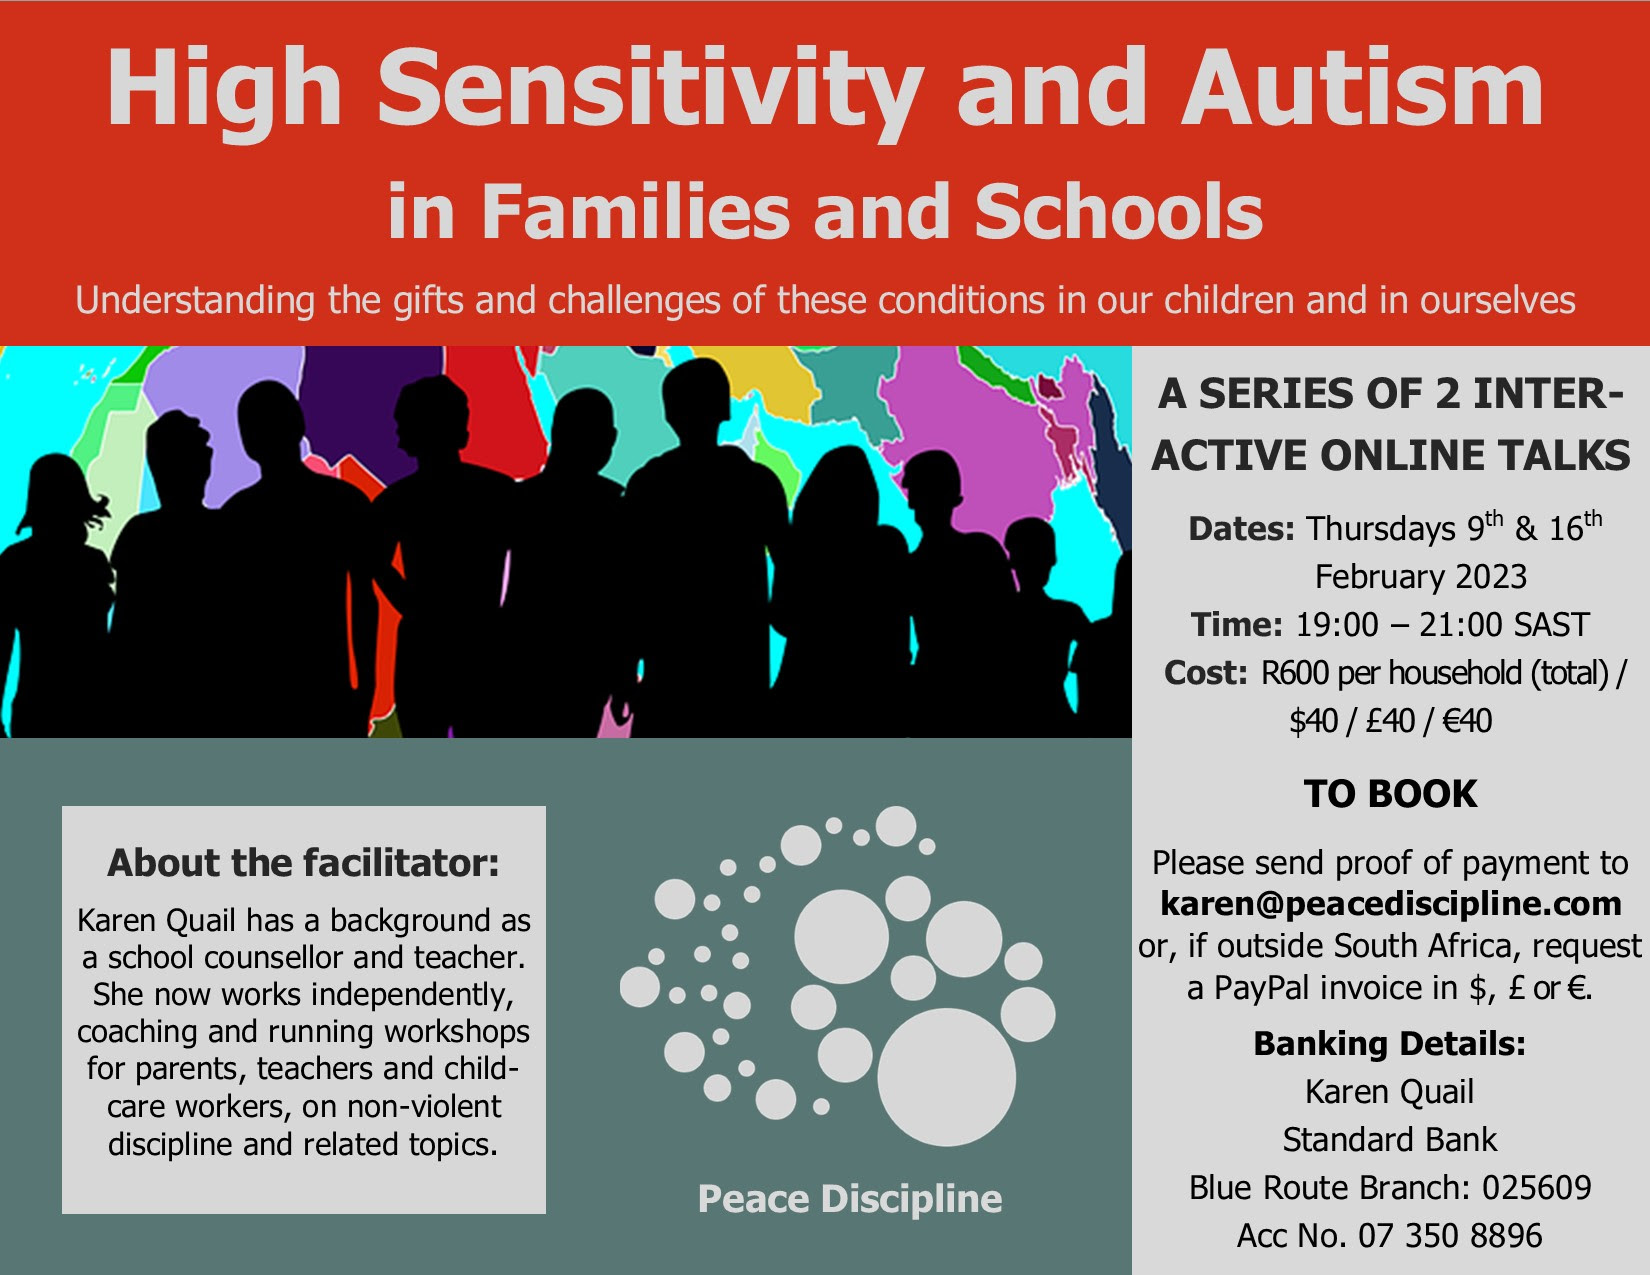 High Sensitivity and Autism
in Families and Schools
Understanding the gifts and challenges of these conditions in our children and in ourselves
A SERIES OF 2 INTER-
ACTIVE ONLINE TALKS
Dates: Thursdays 9th & 16th
February 2023
Time: 19:00 – 21:00 SAST
Cost: R600 per household (total) /
$40 / £40 / €40
TO BOOK
Please send proof of payment to
karen@peacediscipline.com
or, if outside South Africa, request
a PayPal invoice in $, £ or €.
Banking Details:
Karen Quail
Standard Bank
Blue Route Branch: 025609
Acc No. 07 350 8896
About the facilitator:
Karen Quail has a background as
a school counsellor and teacher.
She now works independently,
coaching and running workshops
for parents, teachers and child-
care workers, on non-violent
discipline and related topics.
Peace Discipline